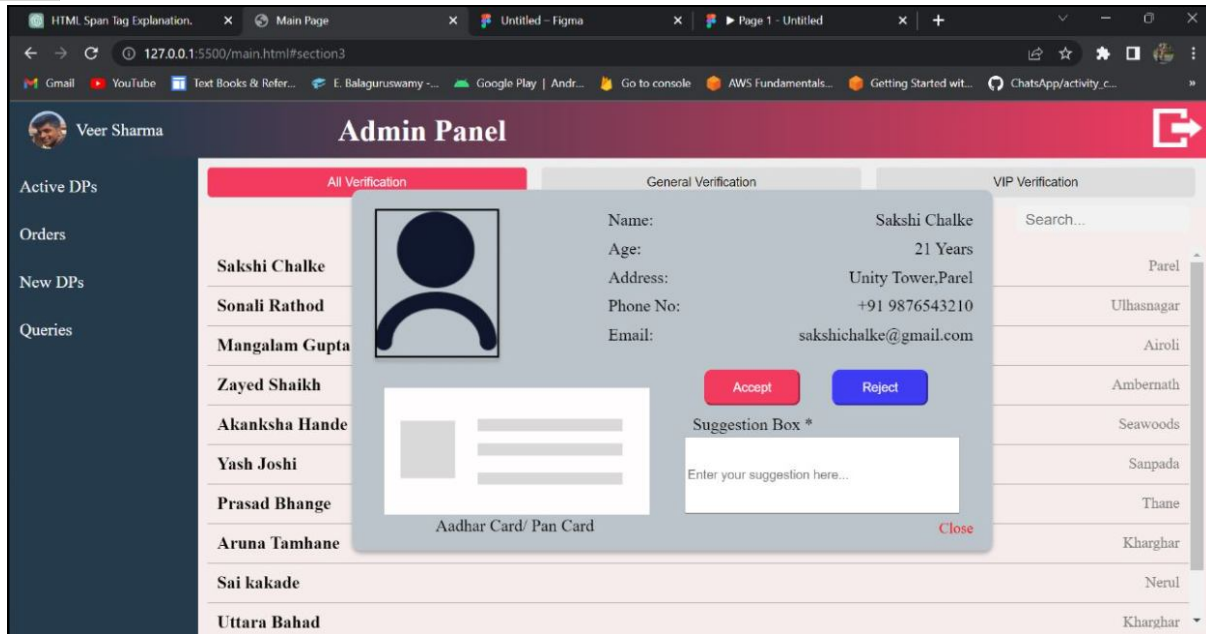 HTML Span Tag Explanation.
Main Page
Untitled – Figma
Page 1 - Untitled
127.0.0.1:5500/main.html#section3
Gmail YouTube Text Books & Refer... E. Balaguruswamy -... Google Play | Andr... Go to console AWS Fundamentals... Getting Started wit... ChatsApp/activity_c... »
Veer Sharma
Admin Panel
Active DPs
Orders
New DPs
Queries
All Verification General Verification VIP Verification
Search...
Name: Sakshi Chalke
Age: 21 Years
Address: Unity Tower,Parel
Phone No: +91 9876543210
Email: sakshichalke@gmail.com
Accept Reject
Suggestion Box *
Enter your suggestion here...
Aadhar Card/ Pan Card
Close
Sakshi Chalke Parel
Sonali Rathod Ulhasnagar
Mangalam Gupta Airoli
Zayed Shaikh Ambernath
Akanksha Hande Seawoods
Yash Joshi Sanpada
Prasad Bhange Thane
Aruna Tamhane Kharghar
Sai kakade Nerul
Uttara Bahad Kharghar